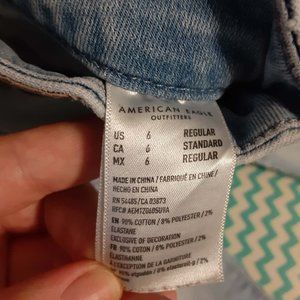 AMERICAN EAGLE
OUTFITTERS
US 6 REGULAR
CA 6 STANDARD
MX 6 REGULAR
MADE IN CHINA / FABRIQUÉ EN CHINE /
HECHO EN CHINA
RN 54485/CA 03873
EN-90% COTTON / 8% POLYESTER / 2%
ELASTANE
EXCLUSIVE OF DECORATION
FR 90% COTON / 8% POLYESTER / 2%
ELASTHANNE
À L'EXCEPTION DE LA GARNITURE